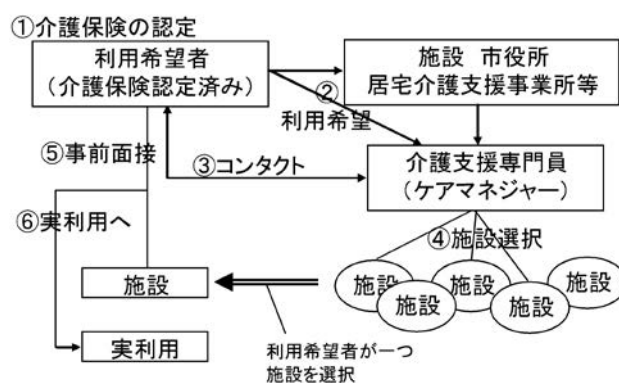 ①介護保険の認定
利用希望者
（介護保険認定済み）
施設 市役所
居宅介護支援事業所等
②
利用希望
⑤事前面接
③コンタクト
介護支援専門員
（ケアマネジャー）
⑥実利用へ
④施設選択
施設
施設
施設
施設
施設
施設
実利用
利用希望者が一つ
施設を選択